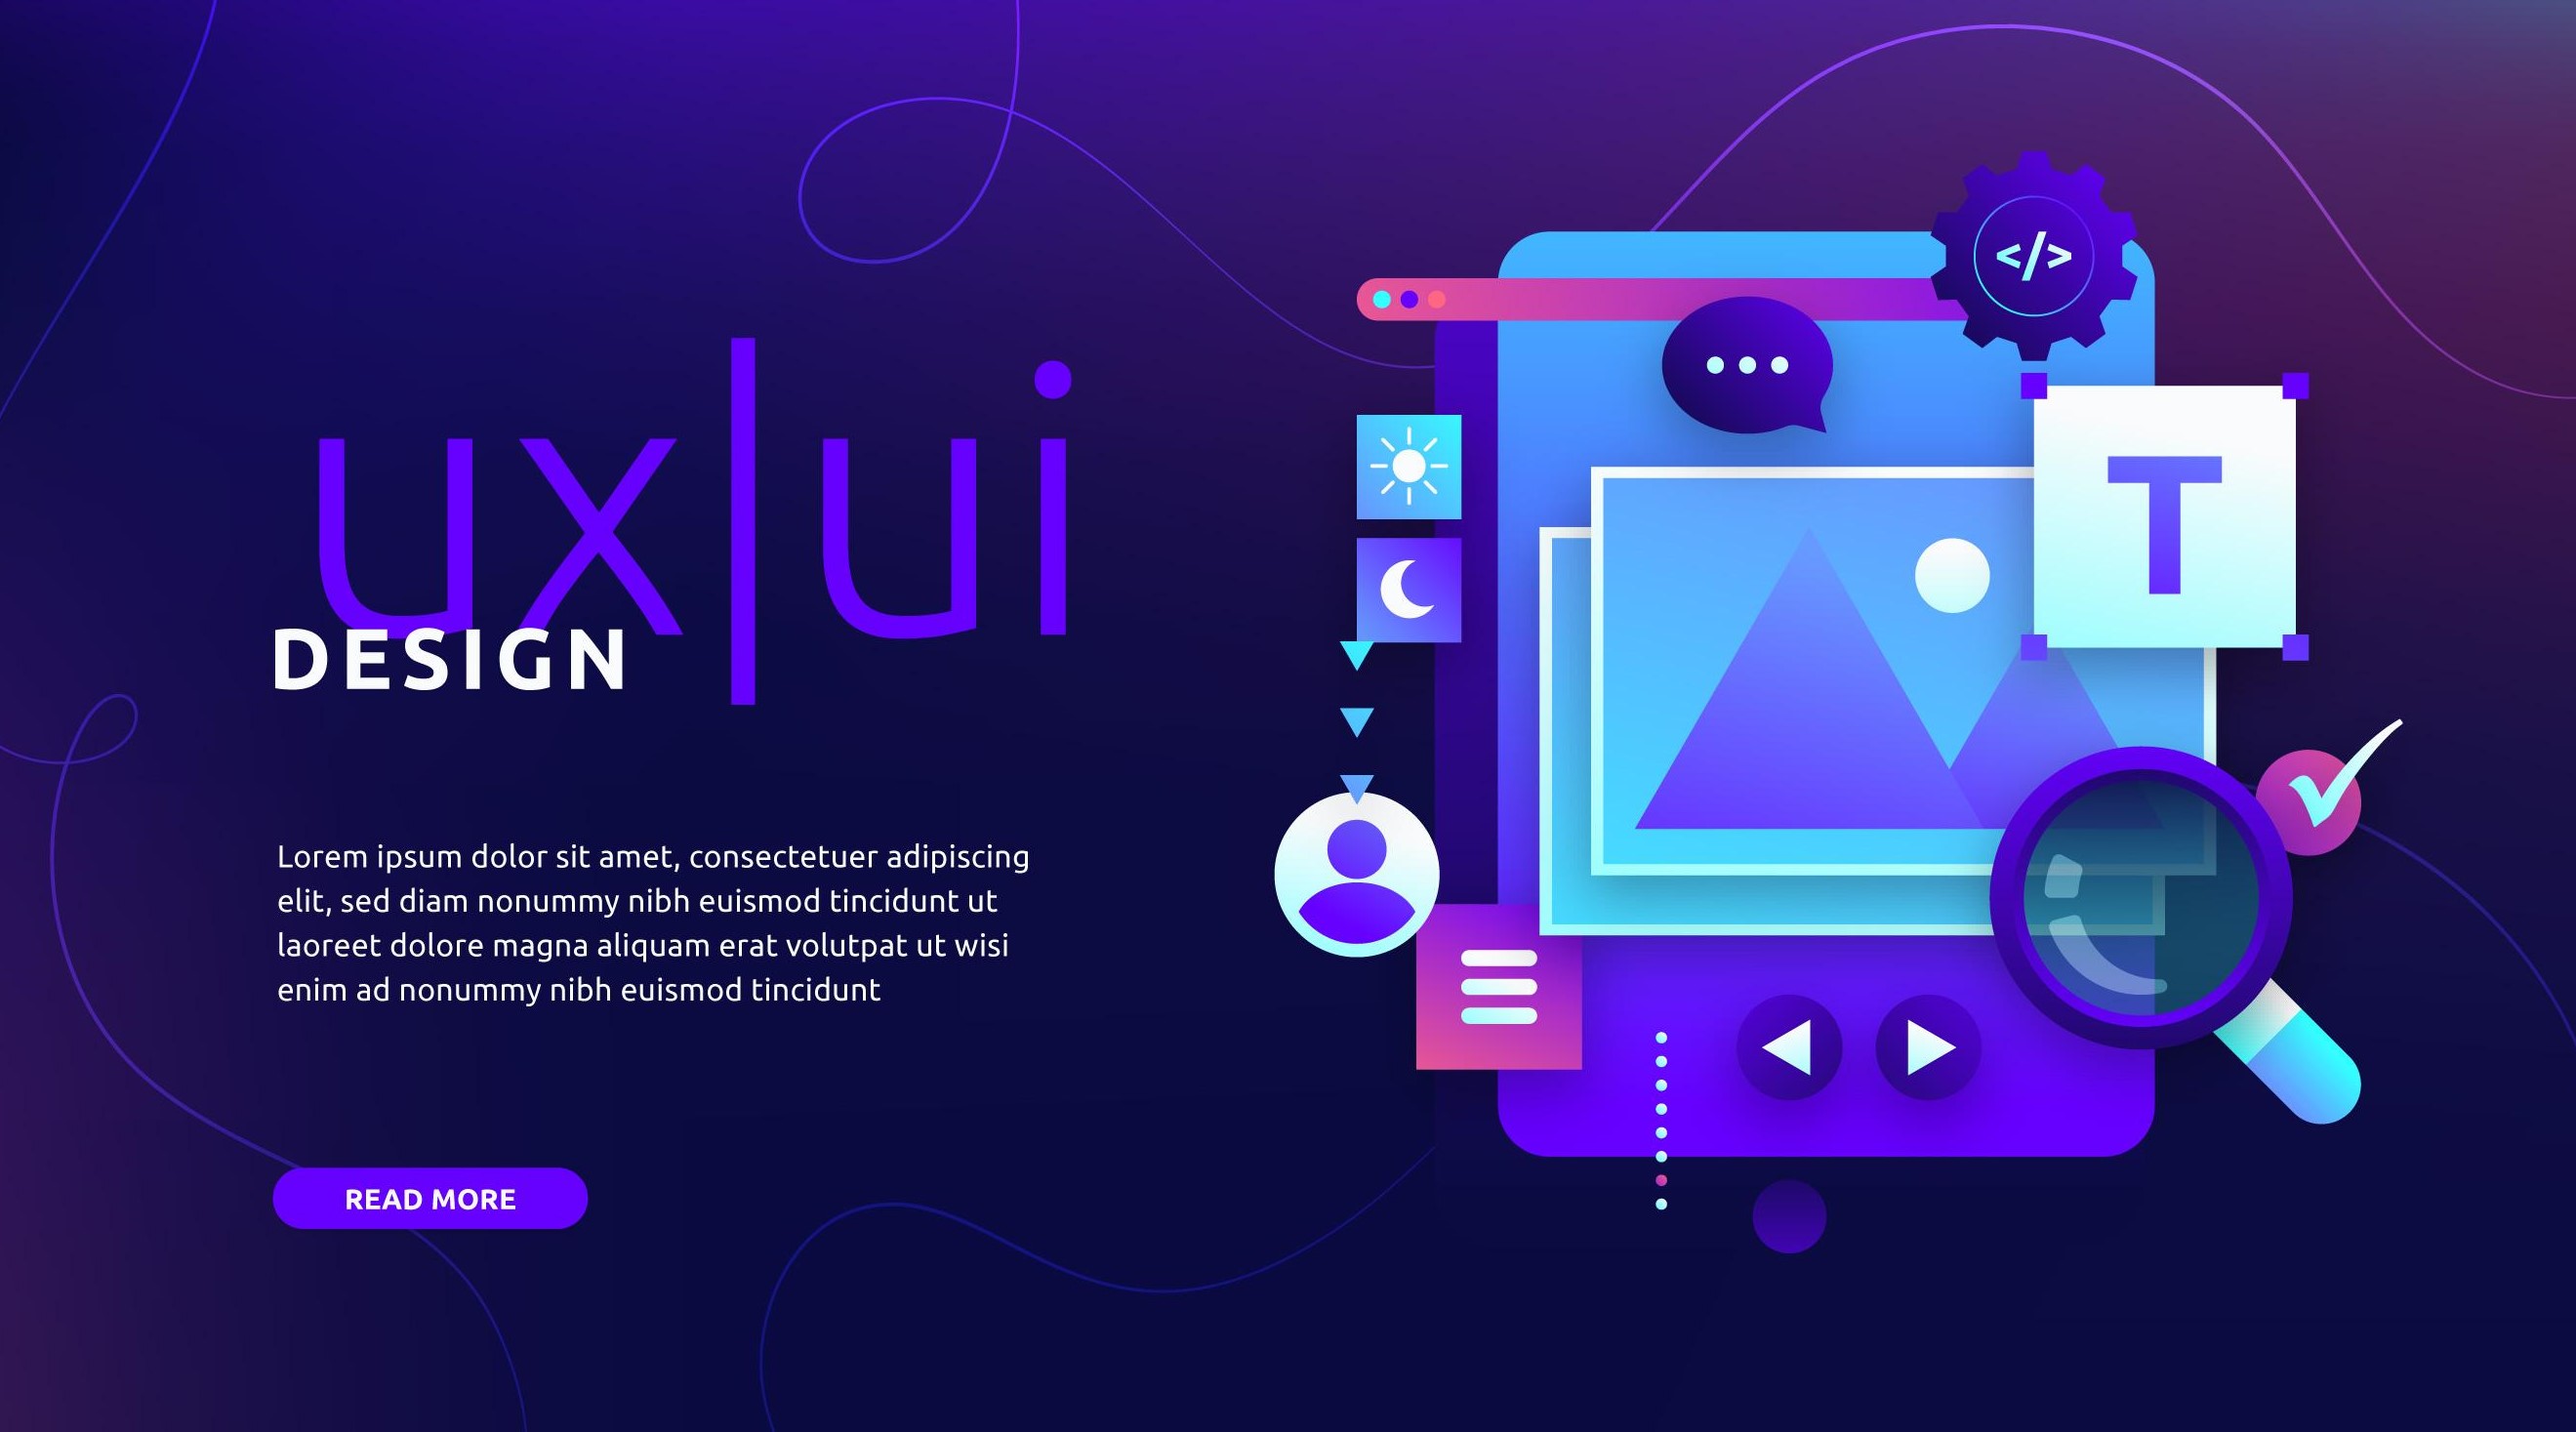 ux|ui
DESIGN
Lorem ipsum dolor sit amet, consectetuer adipiscing
elit, sed diam nonummy nibh euismod tincidunt ut
laoreet dolore magna aliquam erat volutpat ut wisi
enim ad nonummy nibh euismod tincidunt
READ MORE
</>
T